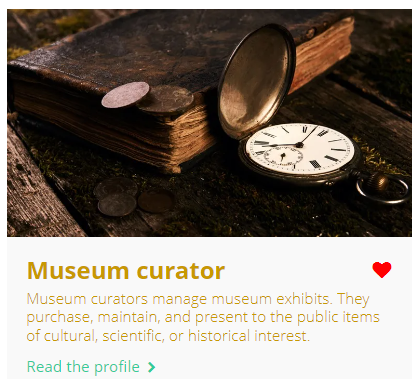 Museum curator
Museum curators manage museum exhibits. They
purchase, maintain, and present to the public items
of cultural, scientific, or historical interest.
Read the profile